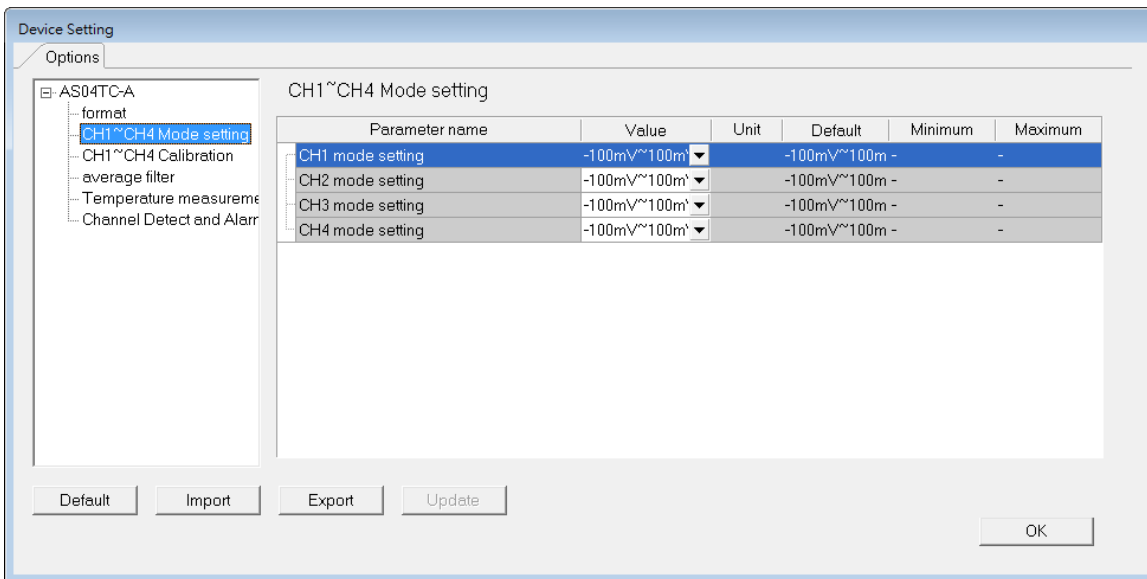 Device Setting
Options
AS04TC-A
format
CH1~CH4 Mode setting
CH1~CH4 Calibration
average filter
Temperature measureme
Channel Detect and Alarr
CH1~CH4 Mode setting
Parameter name Value Unit Default Minimum Maximum
CH1 mode setting -100mV~100m' -100mV~100m - -
CH2 mode setting -100mV~100m' -100mV~100m - -
CH3 mode setting -100mV~100m' -100mV~100m - -
CH4 mode setting -100mV~100m' -100mV~100m - -
Default Import Export Update
OK